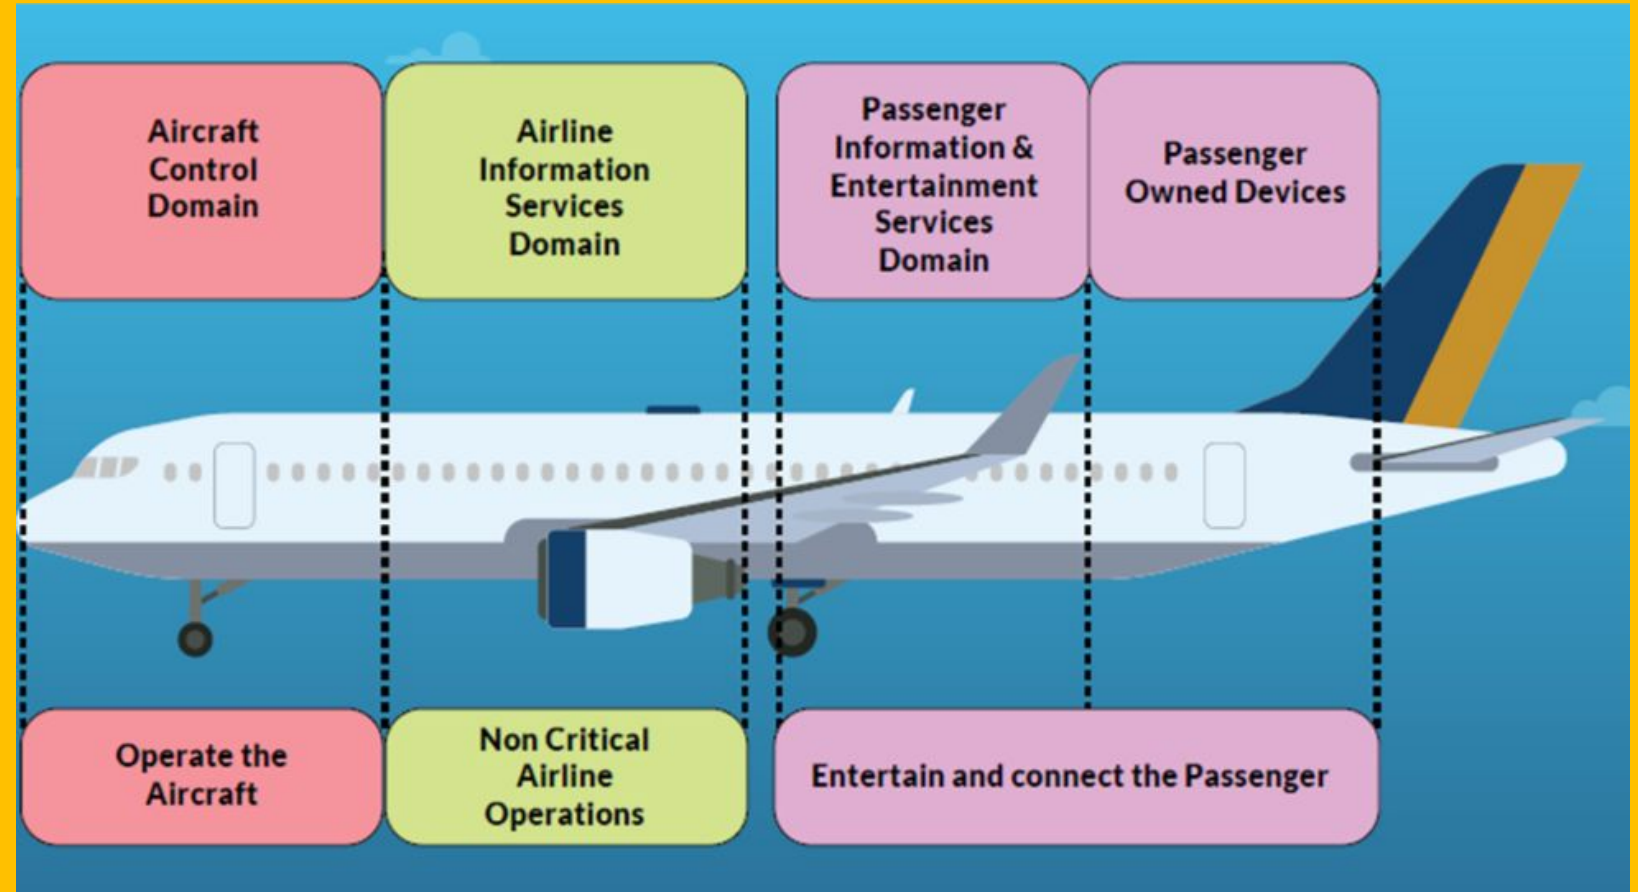 Aircraft
Control
Domain
Airline
Information
Services
Domain
Passenger
Information &
Entertainment
Services
Domain
Passenger
Owned Devices
Operate the
Aircraft
Non Critical
Airline
Operations
Entertain and connect the Passenger